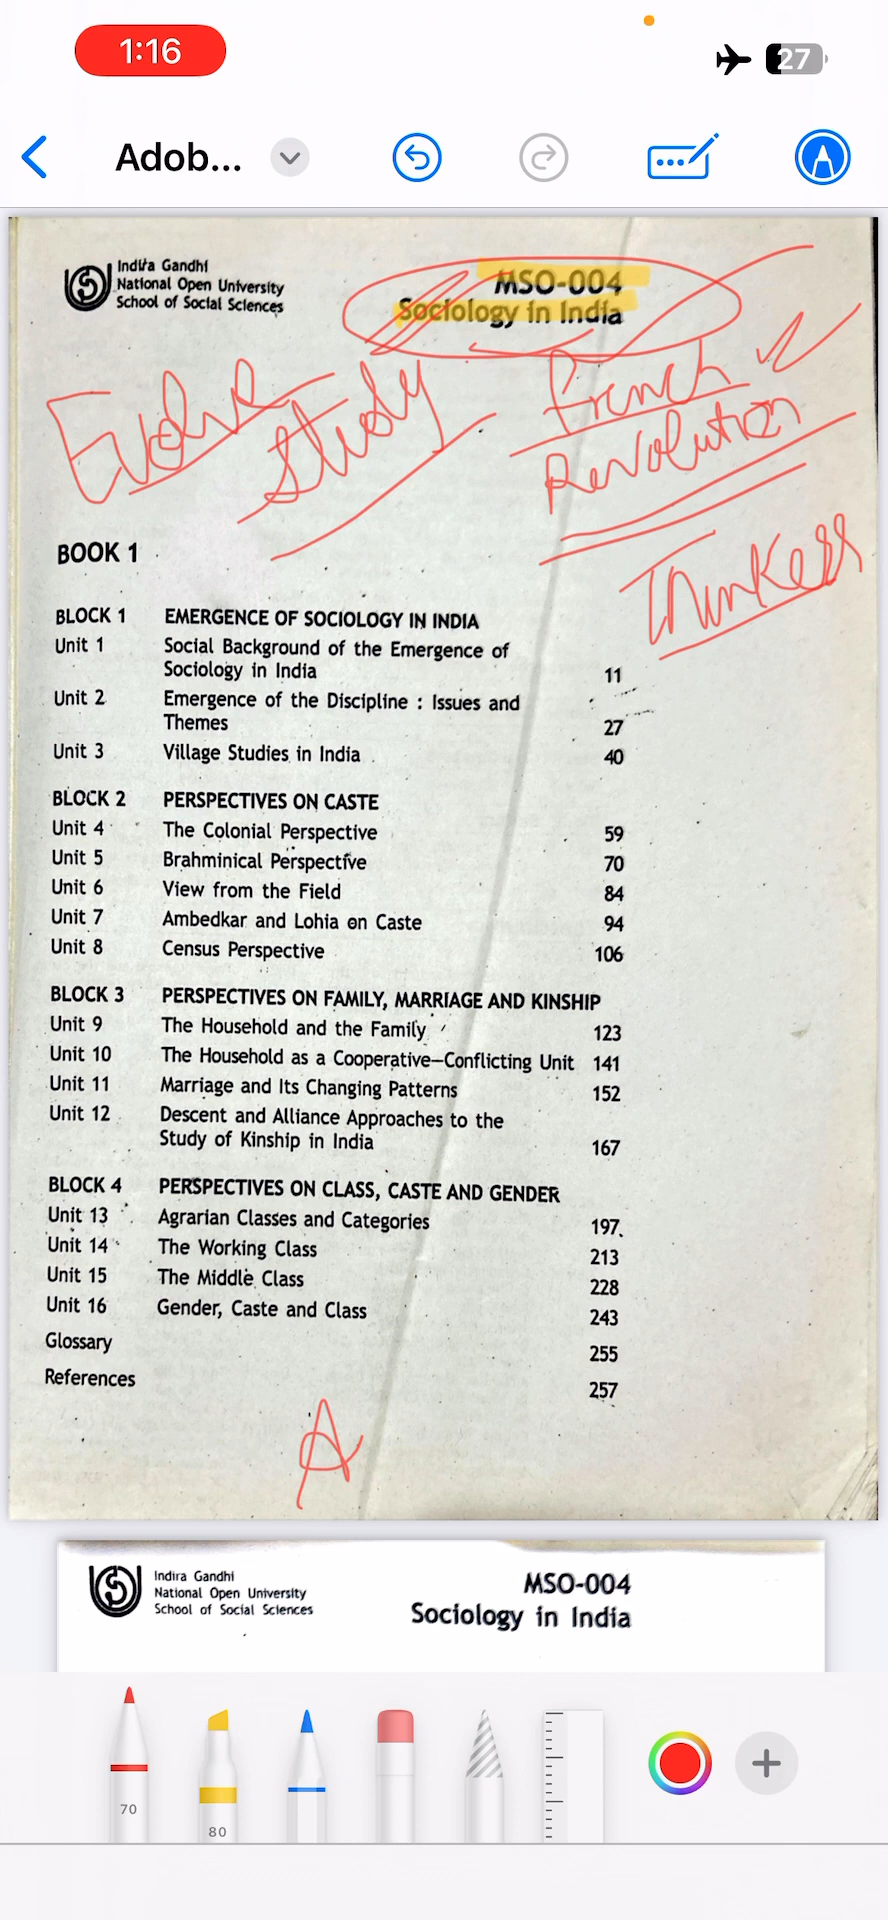 1:16
27
Adob...
Indira Gandhi
National Open University
School of Social Sciences
MSO-004
Sociology in India
Evolve
Study
French
Revolution
Thinkers
BOOK 1
BLOCK 1 EMERGENCE OF SOCIOLOGY IN INDIA
Unit 1 Social Background of the Emergence of
Sociology in India 11
Unit 2 Emergence of the Discipline : Issues and
Themes 27
Unit 3 Village Studies in India 40
BLOCK 2 PERSPECTIVES ON CASTE
Unit 4 The Colonial Perspective 59
Unit 5 Brahminical Perspective 70
Unit 6 View from the Field 84
Unit 7 Ambedkar and Lohia on Caste 94
Unit 8 Census Perspective 106
BLOCK 3 PERSPECTIVES ON FAMILY, MARRIAGE AND KINSHIP
Unit 9 The Household and the Family 123
Unit 10 The Household as a Cooperative—Conflicting Unit 141
Unit 11 Marriage and Its Changing Patterns 152
Unit 12 Descent and Alliance Approaches to the
Study of Kinship in India 167
BLOCK 4 PERSPECTIVES ON CLASS, CASTE AND GENDER
Unit 13 Agrarian Classes and Categories 197
Unit 14 The Working Class 213
Unit 15 The Middle Class 228
Unit 16 Gender, Caste and Class 243
Glossary 255
References 257
A
Indira Gandhi
National Open University
School of Social Sciences
MSO-004
Sociology in India
70
80